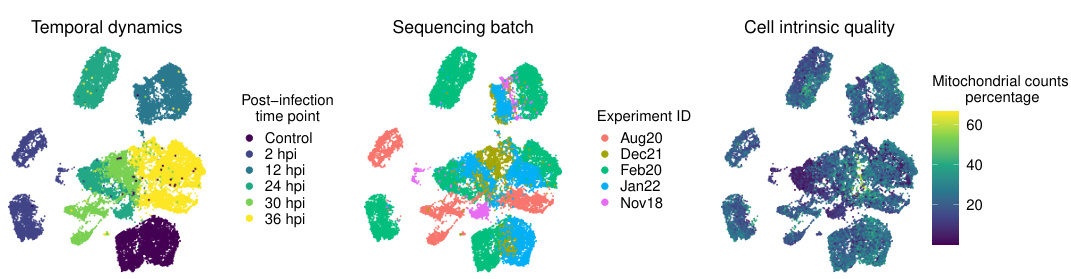 Temporal dynamics
Post−infection
time point
Control
2 hpi
12 hpi
24 hpi
30 hpi
36 hpi
Sequencing batch
Experiment ID
Aug20
Dec21
Feb20
Jan22
Nov18
Cell intrinsic quality
Mitochondrial counts
percentage
60
40
20